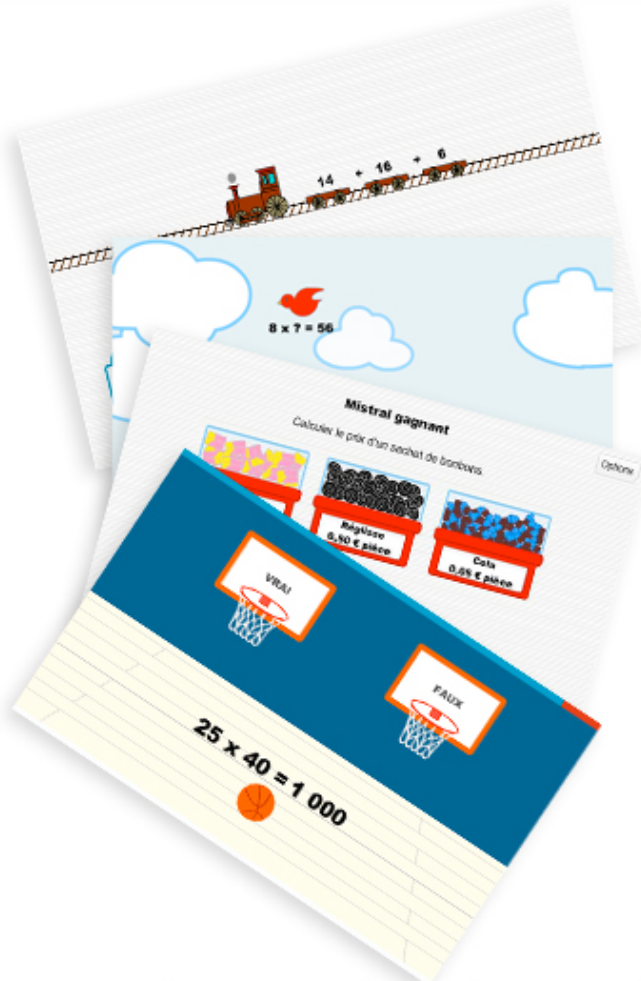 14 + 16 + 6
8 x ? = 56
Mistral gagnant
Calculer le prix d'un sachet de bonbons.
Options
Réglisse
0,50 € pièce
Cola
0,05 € pièce
VRAI
FAUX
25 x 40 = 1 000